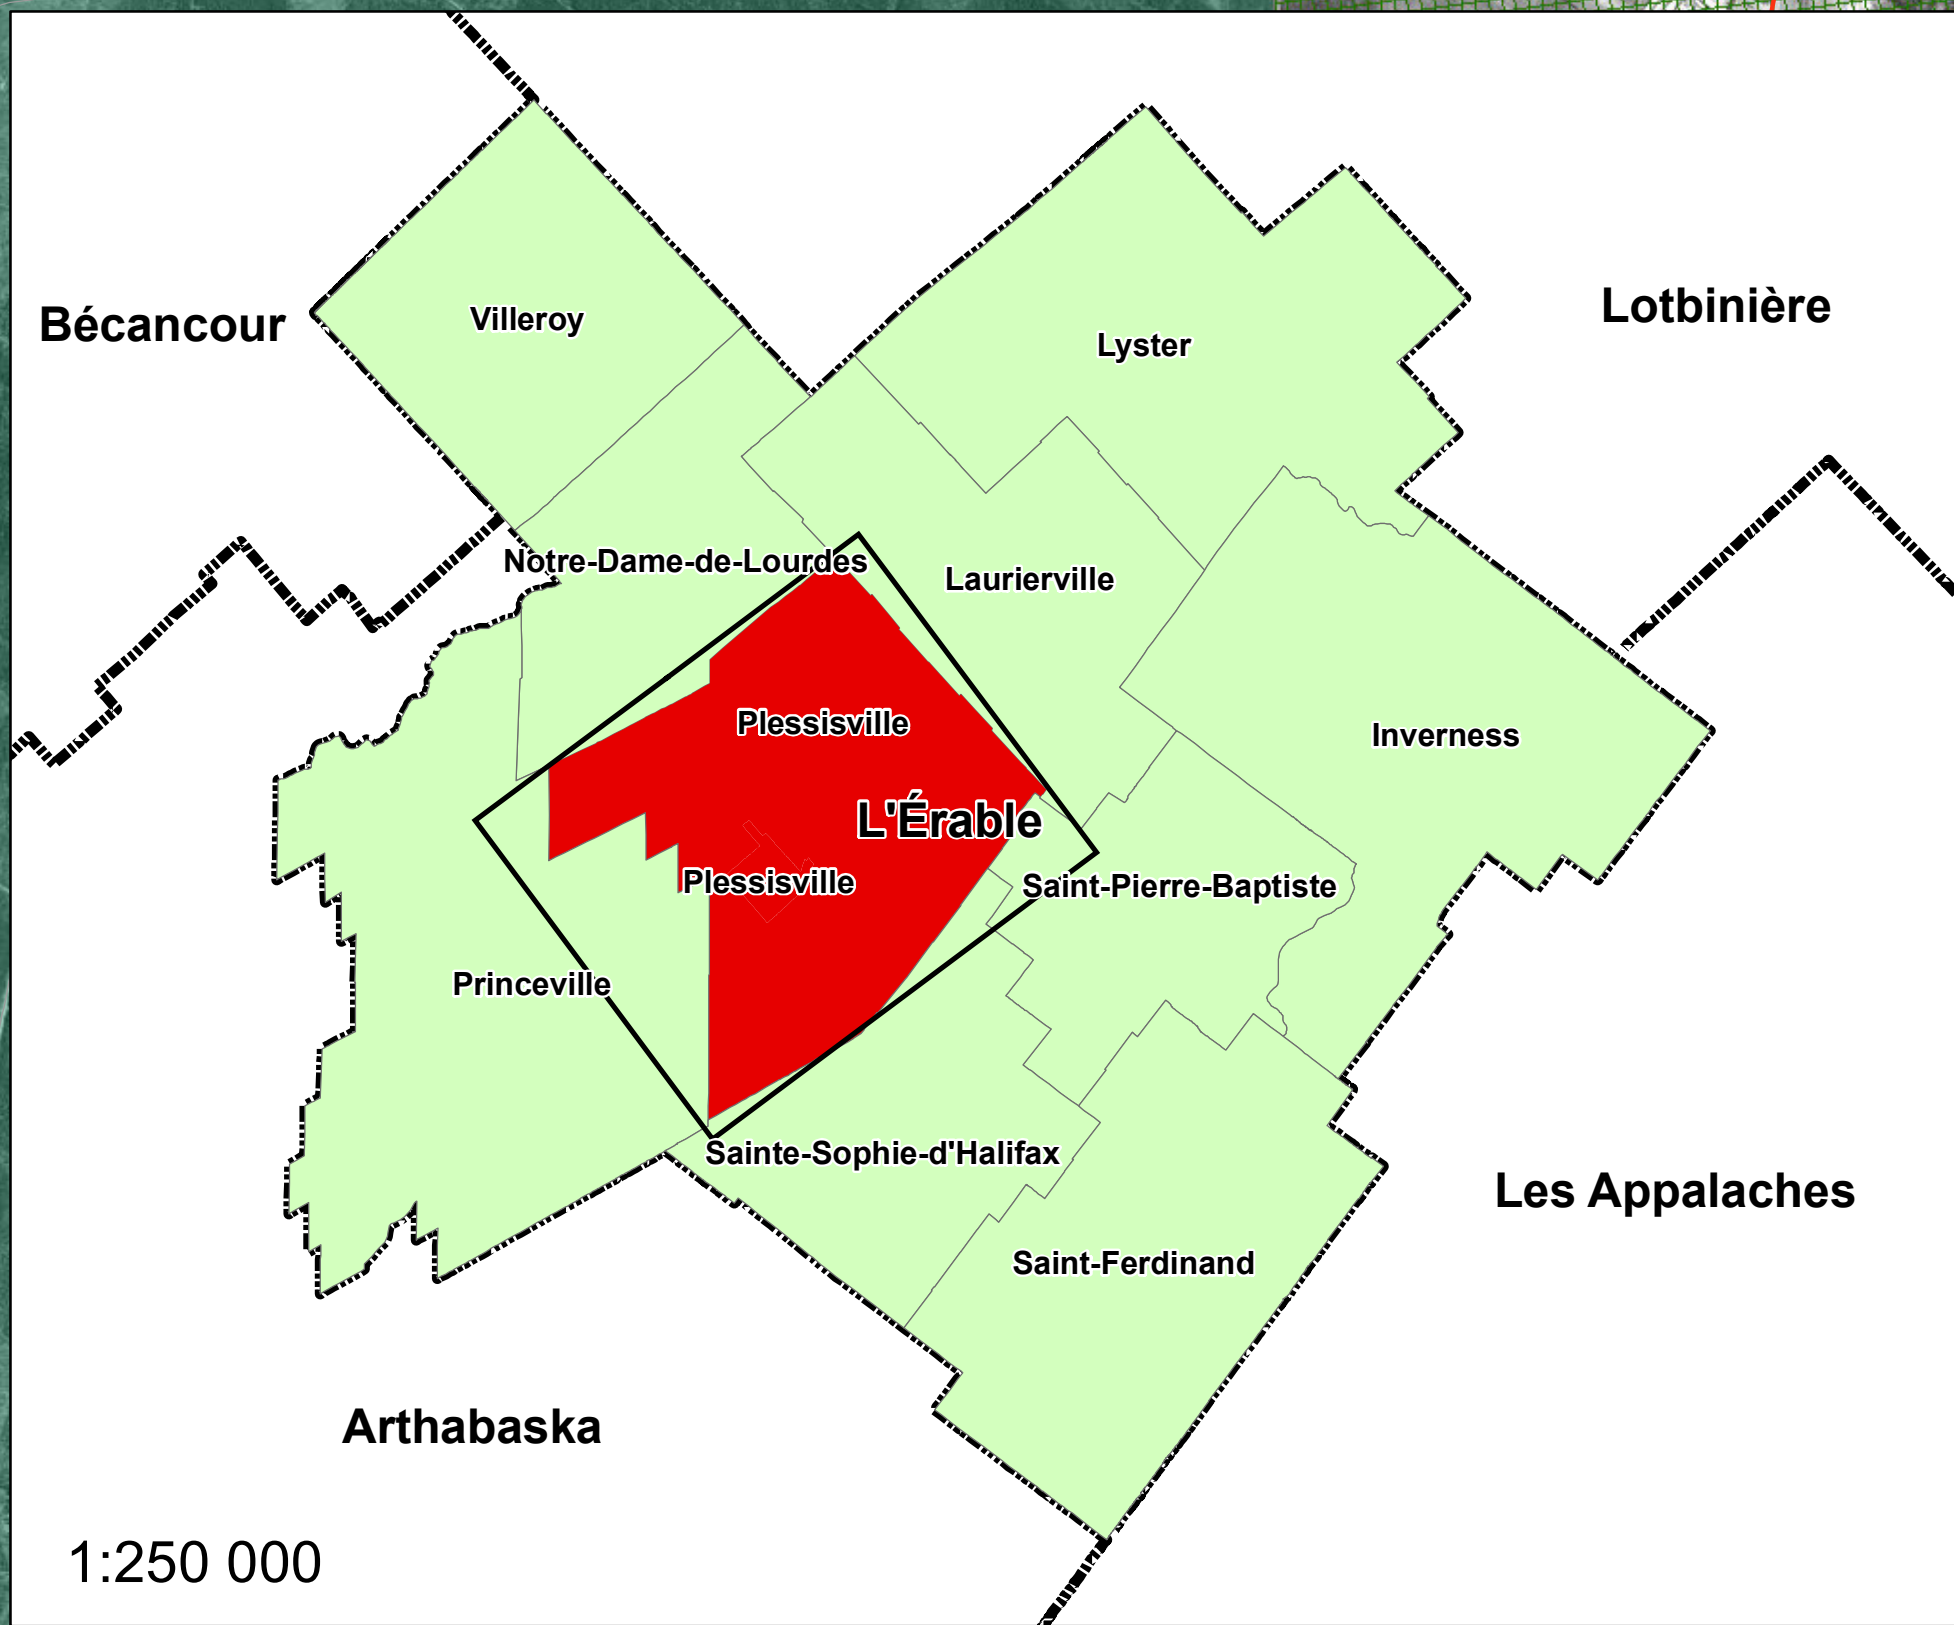 Bécancour
Villeroy
Lyster
Lotbinière
Notre-Dame-de-Lourdes
Laurierville
Plessisville
Inverness
L'Érable
Plessisville
Saint-Pierre-Baptiste
Princeville
Sainte-Sophie-d'Halifax
Les Appalaches
Saint-Ferdinand
Arthabaska
1:250 000